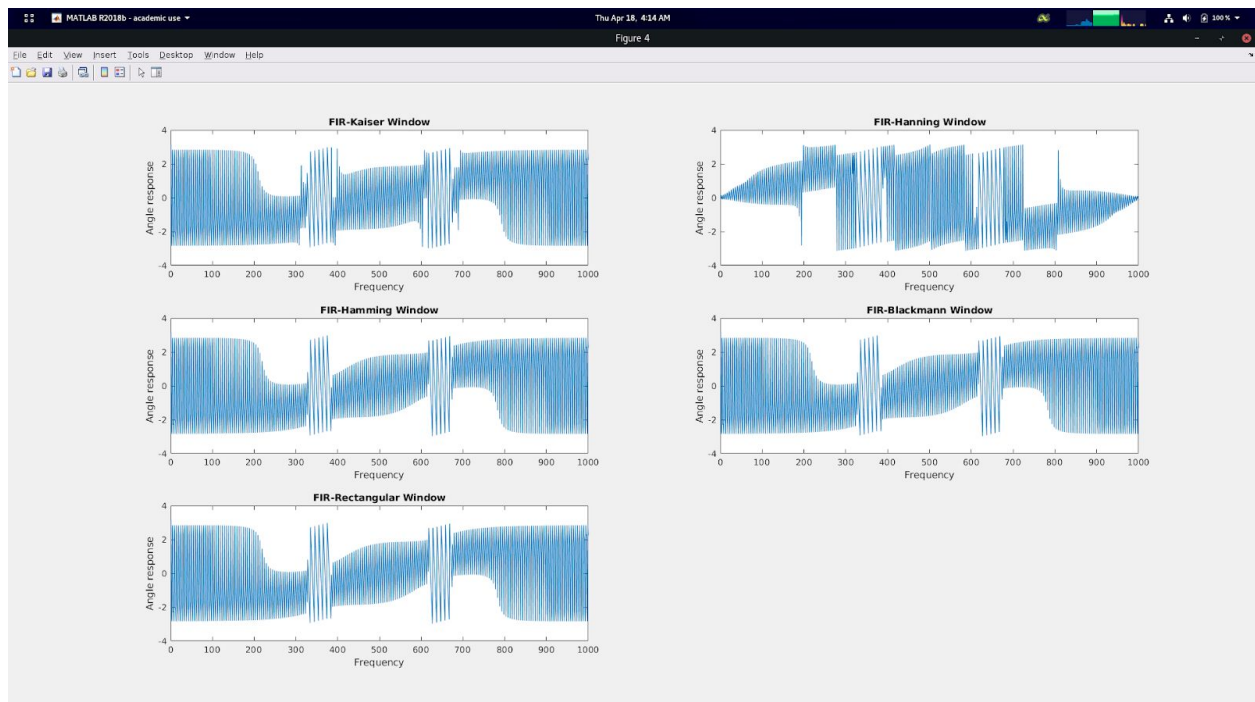 MATLAB R2018b - academic use
Thu Apr 18, 4:14 AM
100 %
Figure 4
File Edit View Insert Tools Desktop Window Help
FIR-Kaiser Window
4
2
0
-2
-4
Angle response
0 100 200 300 400 500 600 700 800 900 1000
Frequency
FIR-Hanning Window
4
2
0
-2
-4
Angle response
0 100 200 300 400 500 600 700 800 900 1000
Frequency
FIR-Hamming Window
4
2
0
-2
-4
Angle response
0 100 200 300 400 500 600 700 800 900 1000
Frequency
FIR-Blackmann Window
4
2
0
-2
-4
Angle response
0 100 200 300 400 500 600 700 800 900 1000
Frequency
FIR-Rectangular Window
4
2
0
-2
-4
Angle response
0 100 200 300 400 500 600 700 800 900 1000
Frequency